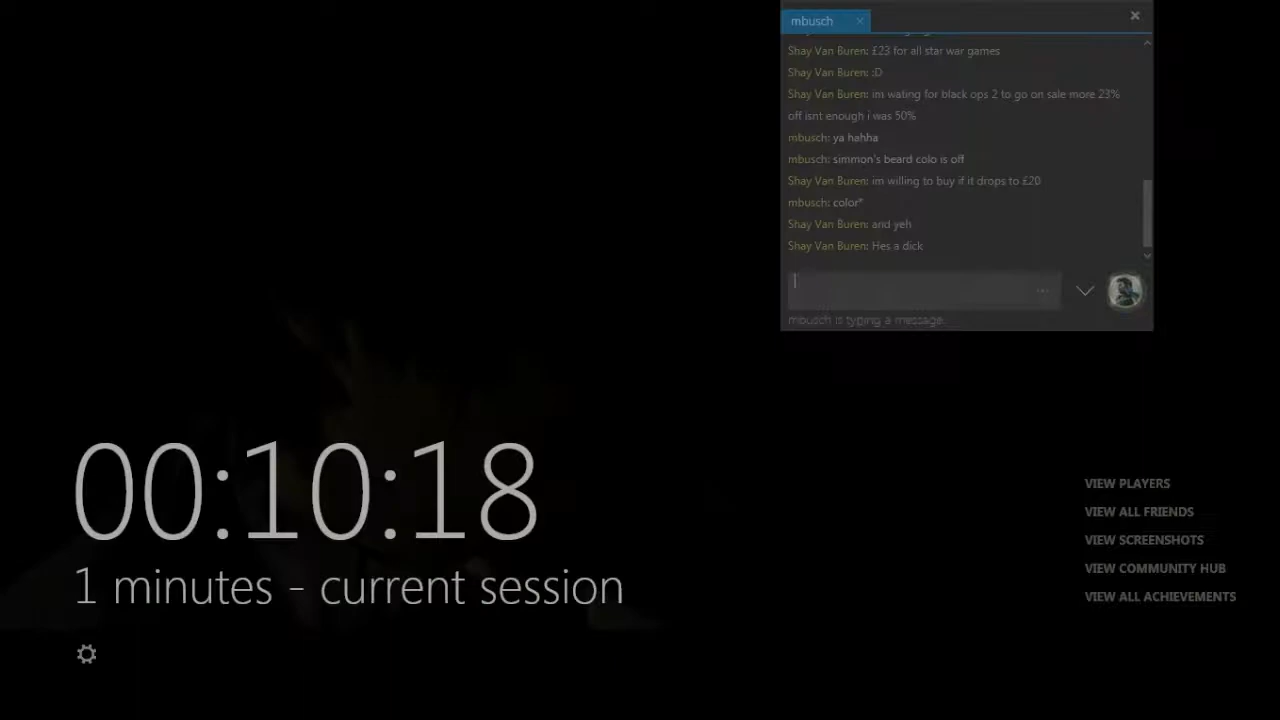 mbusch
Shay Van Buren: £23 for all star war games
Shay Van Buren: :D
Shay Van Buren: im wating for black ops 2 to go on sale more 23%
off isnt enough i was 50%
mbusch: ya hahha
mbusch: simmon's beard colo is off
Shay Van Buren: im willing to buy if it drops to £20
mbusch: color*
Shay Van Buren: and yeh
Shay Van Buren: Hes a dick
mbusch is typing a message.
00:10:18
1 minutes - current session
VIEW PLAYERS
VIEW ALL FRIENDS
VIEW SCREENSHOTS
VIEW COMMUNITY HUB
VIEW ALL ACHIEVEMENTS